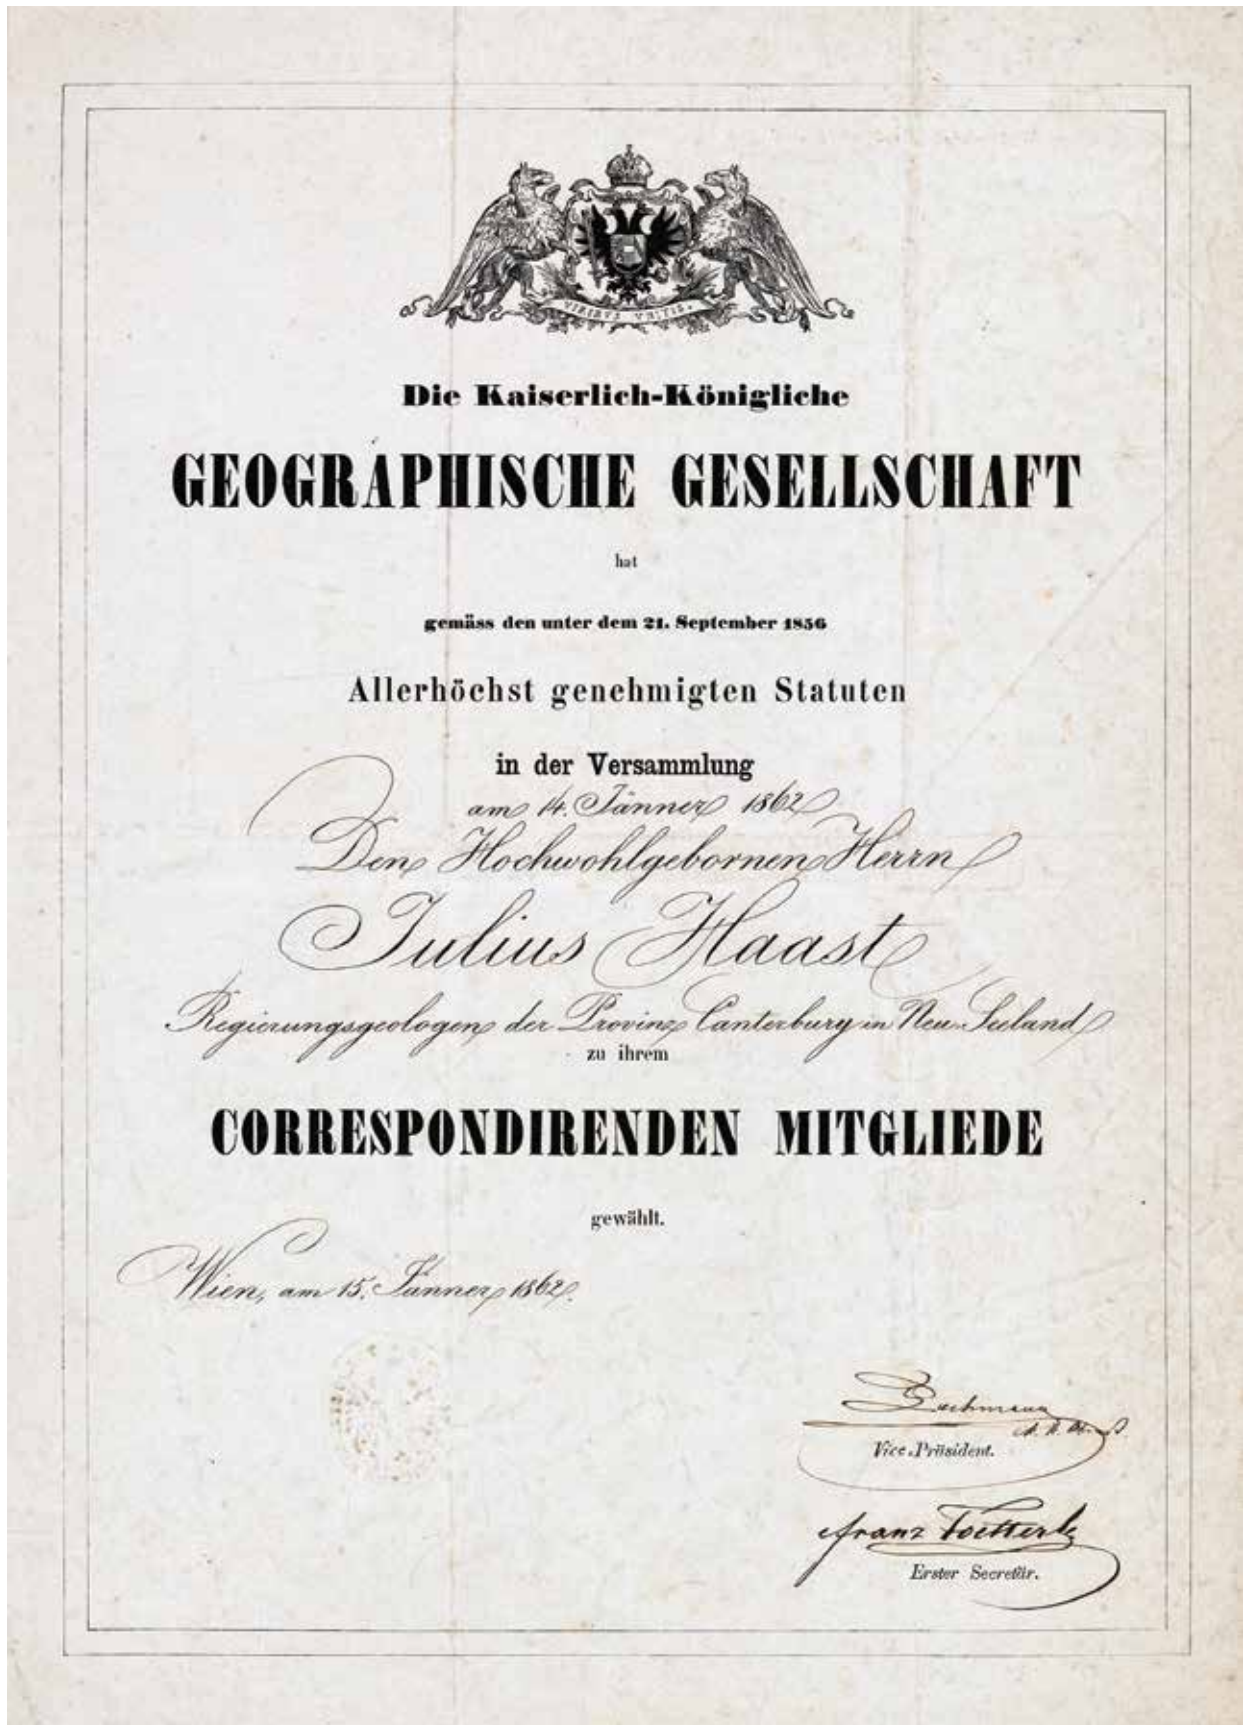 VIRIBVS VNITIS.
Die Kaiserlich-Königliche
GEOGRAPHISCHE GESELLSCHAFT
hat
gemäss den unter dem 21. September 1856
Allerhöchst genehmigten Statuten
in der Versammlung
am 14. Jänner 1862
Den Hochwohlgebornen Herrn
Julius Haast
Regierungsgeologen der Provinz Canterbury in Neu-Seeland
zu ihrem
CORRESPONDIRENDEN MITGLIEDE
gewählt.
Wien, am 15. Jänner 1862.
Vice-Präsident.
Franz Foetterle
Erster Secretär.